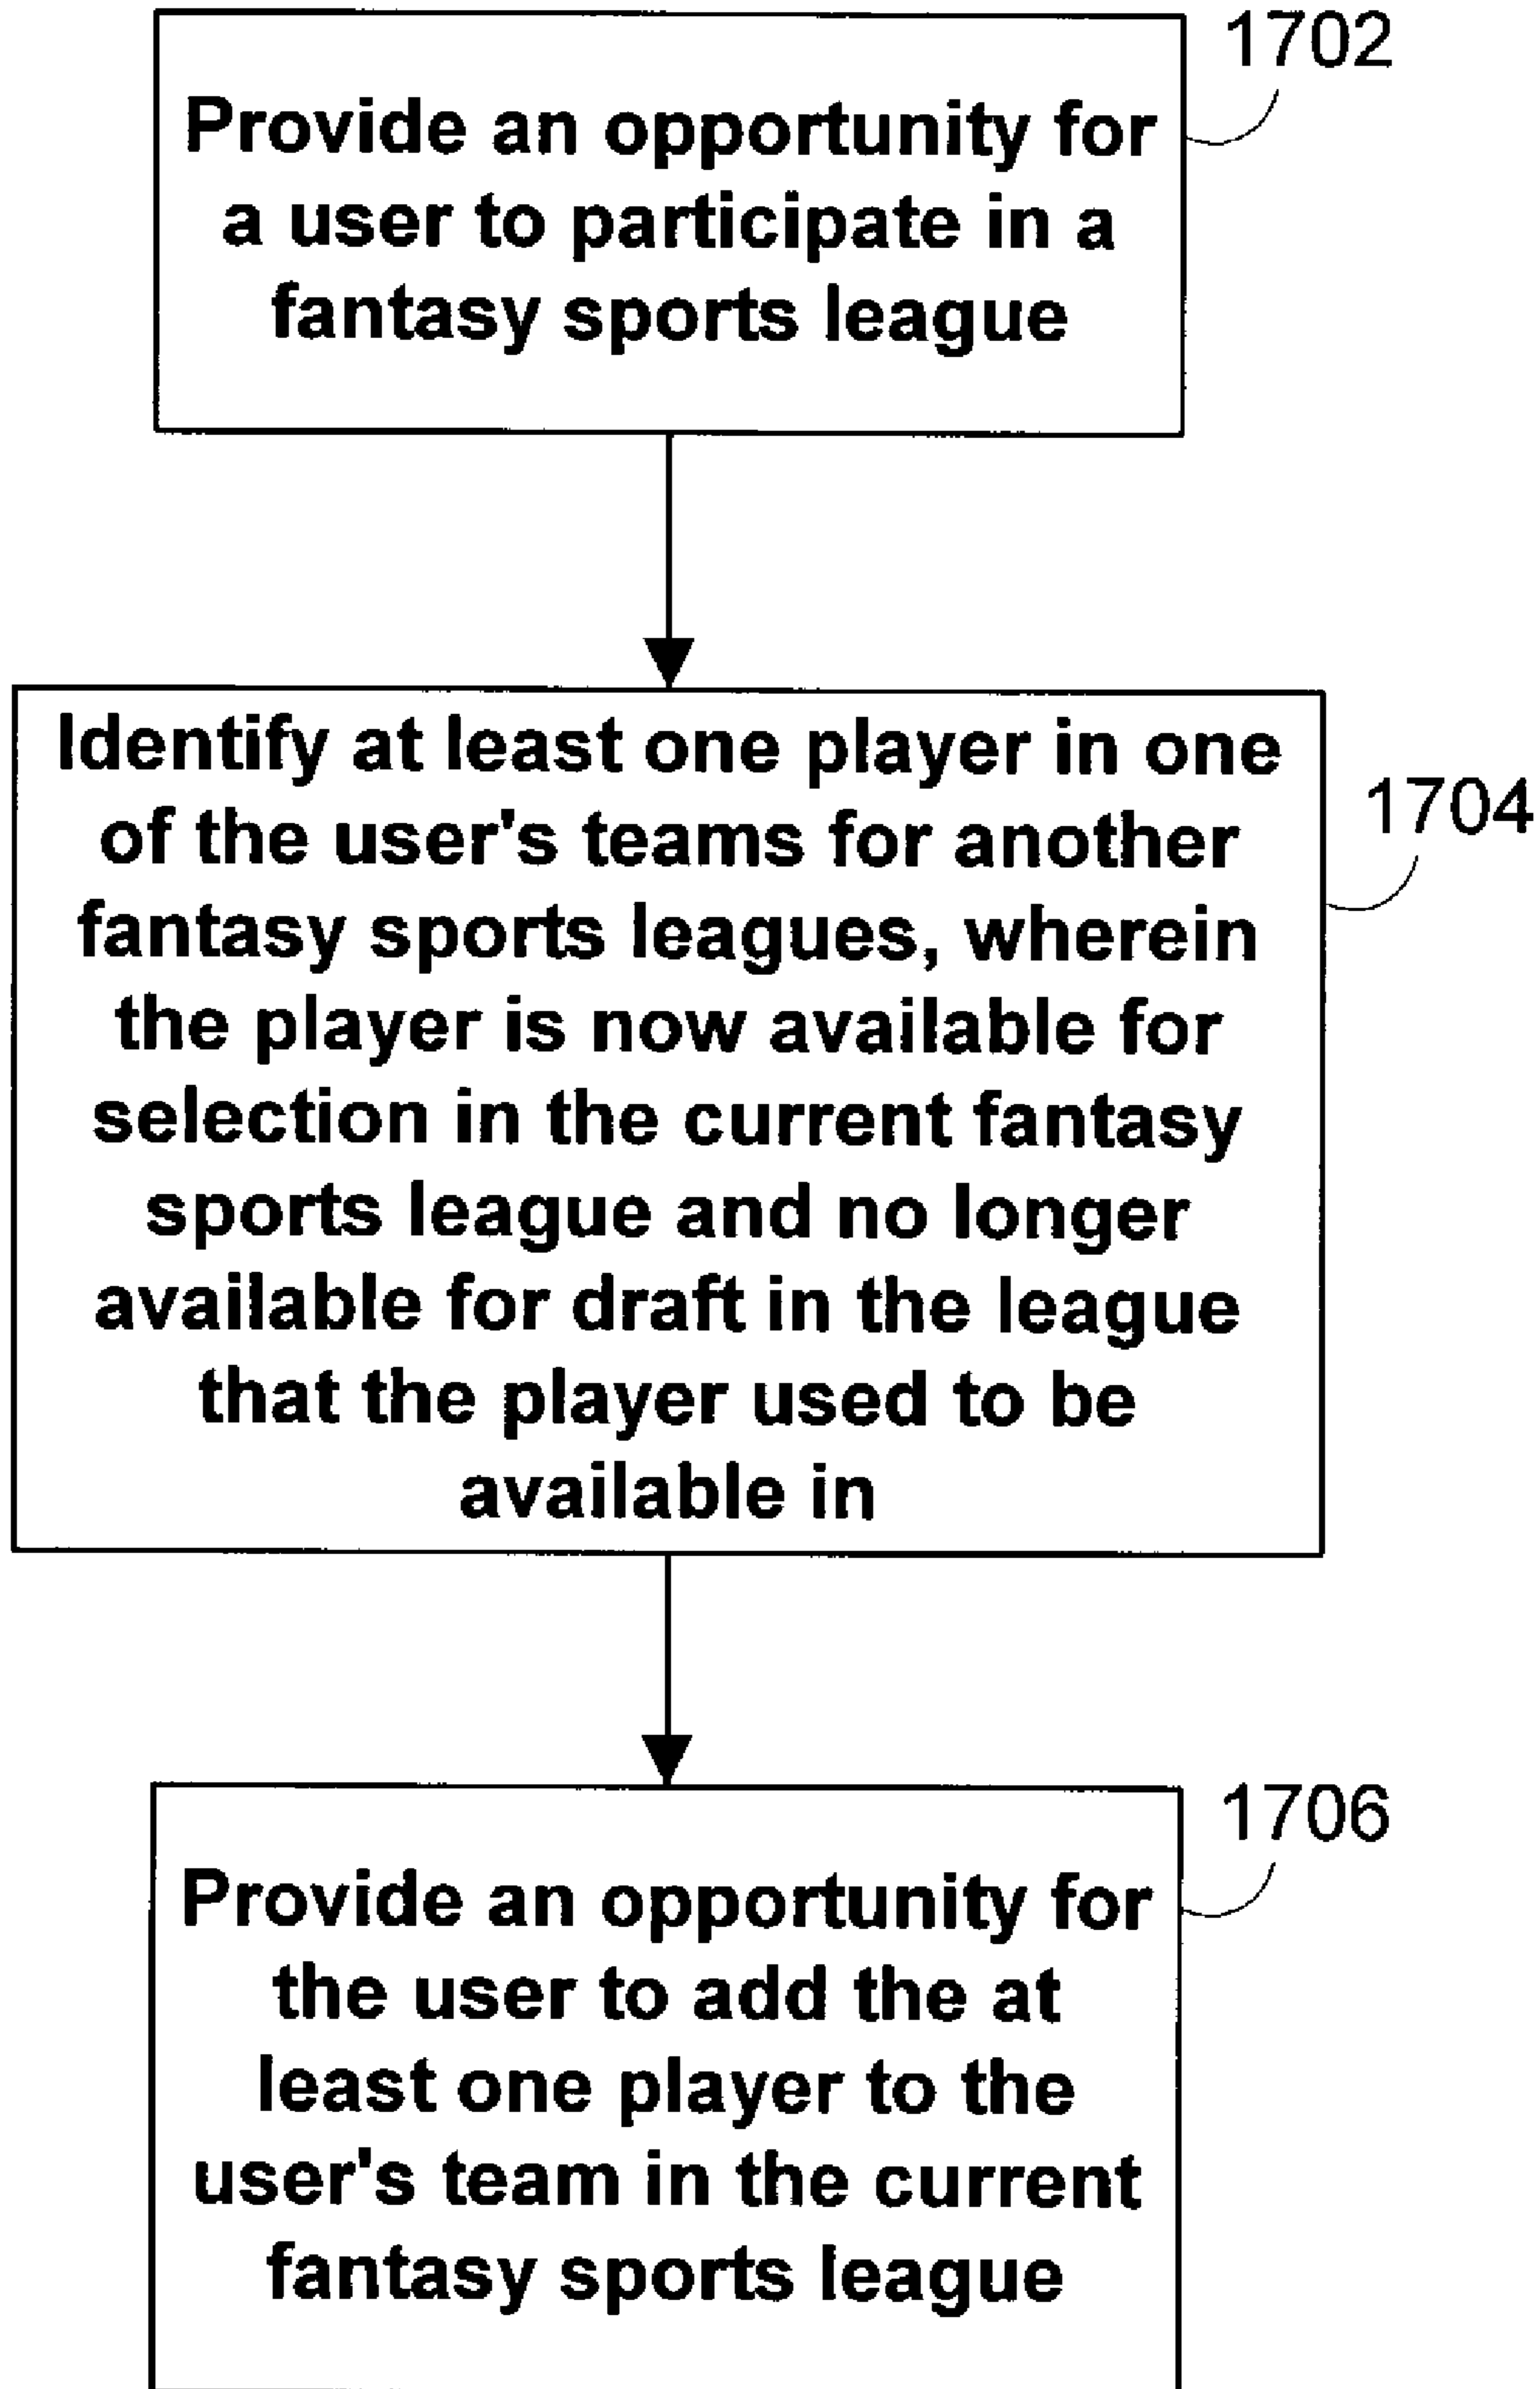 1702
Provide an opportunity for
a user to participate in a
fantasy sports league
Identify at least one player in one
of the user's teams for another
fantasy sports leagues, wherein
the player is now available for
selection in the current fantasy
sports league and no longer
available for draft in the league
that the player used to be
available in
1704
1706
Provide an opportunity for
the user to add the at
least one player to the
user's team in the current
fantasy sports league